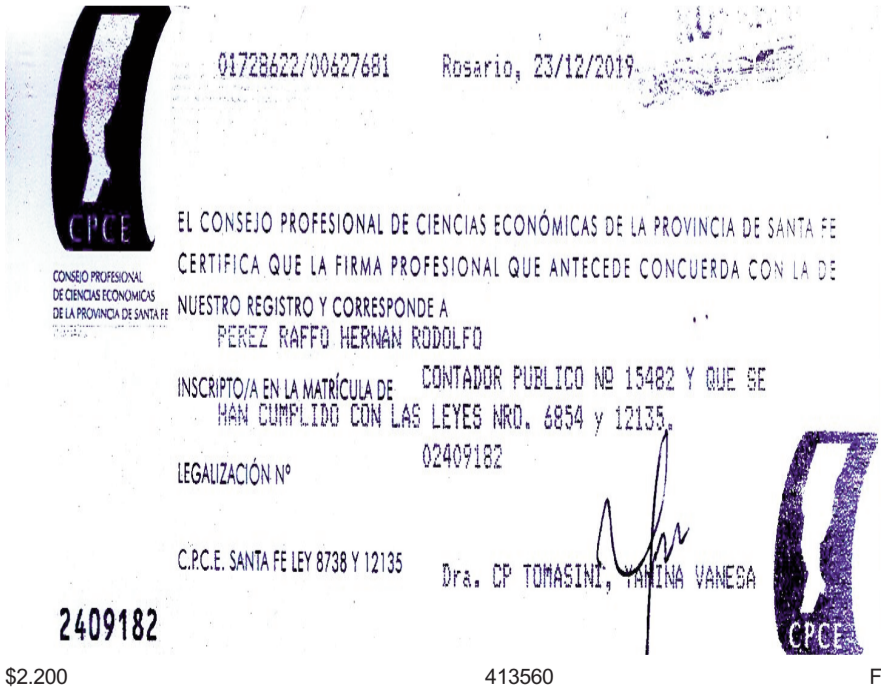 01728622/00627681 Rosario, 23/12/2019
CPCE
EL CONSEJO PROFESIONAL DE CIENCIAS ECONÓMICAS DE LA PROVINCIA DE SANTA FE
CERTIFICA QUE LA FIRMA PROFESIONAL QUE ANTECEDE CONCUERDA CON LA DE
CONSEJO PROFESIONAL
DE CIENCIAS ECONOMICAS
DE LA PROVINCIA DE SANTA FE
NUESTRO REGISTRO Y CORRESPONDE A
PEREZ RAFFO HERNAN RODOLFO
INSCRIPTO/A EN LA MATRÍCULA DE CONTADOR PUBLICO Nº 15482 Y QUE SE
HAN CUMPLIDO CON LAS LEYES NRO. 6854 y 12135.
LEGALIZACIÓN Nº 02409182
C.P.C.E. SANTA FE LEY 8738 Y 12135
Dra. CP TOMASINI, YANINA VANESA
2409182
CPCE
$2.200 413560 F